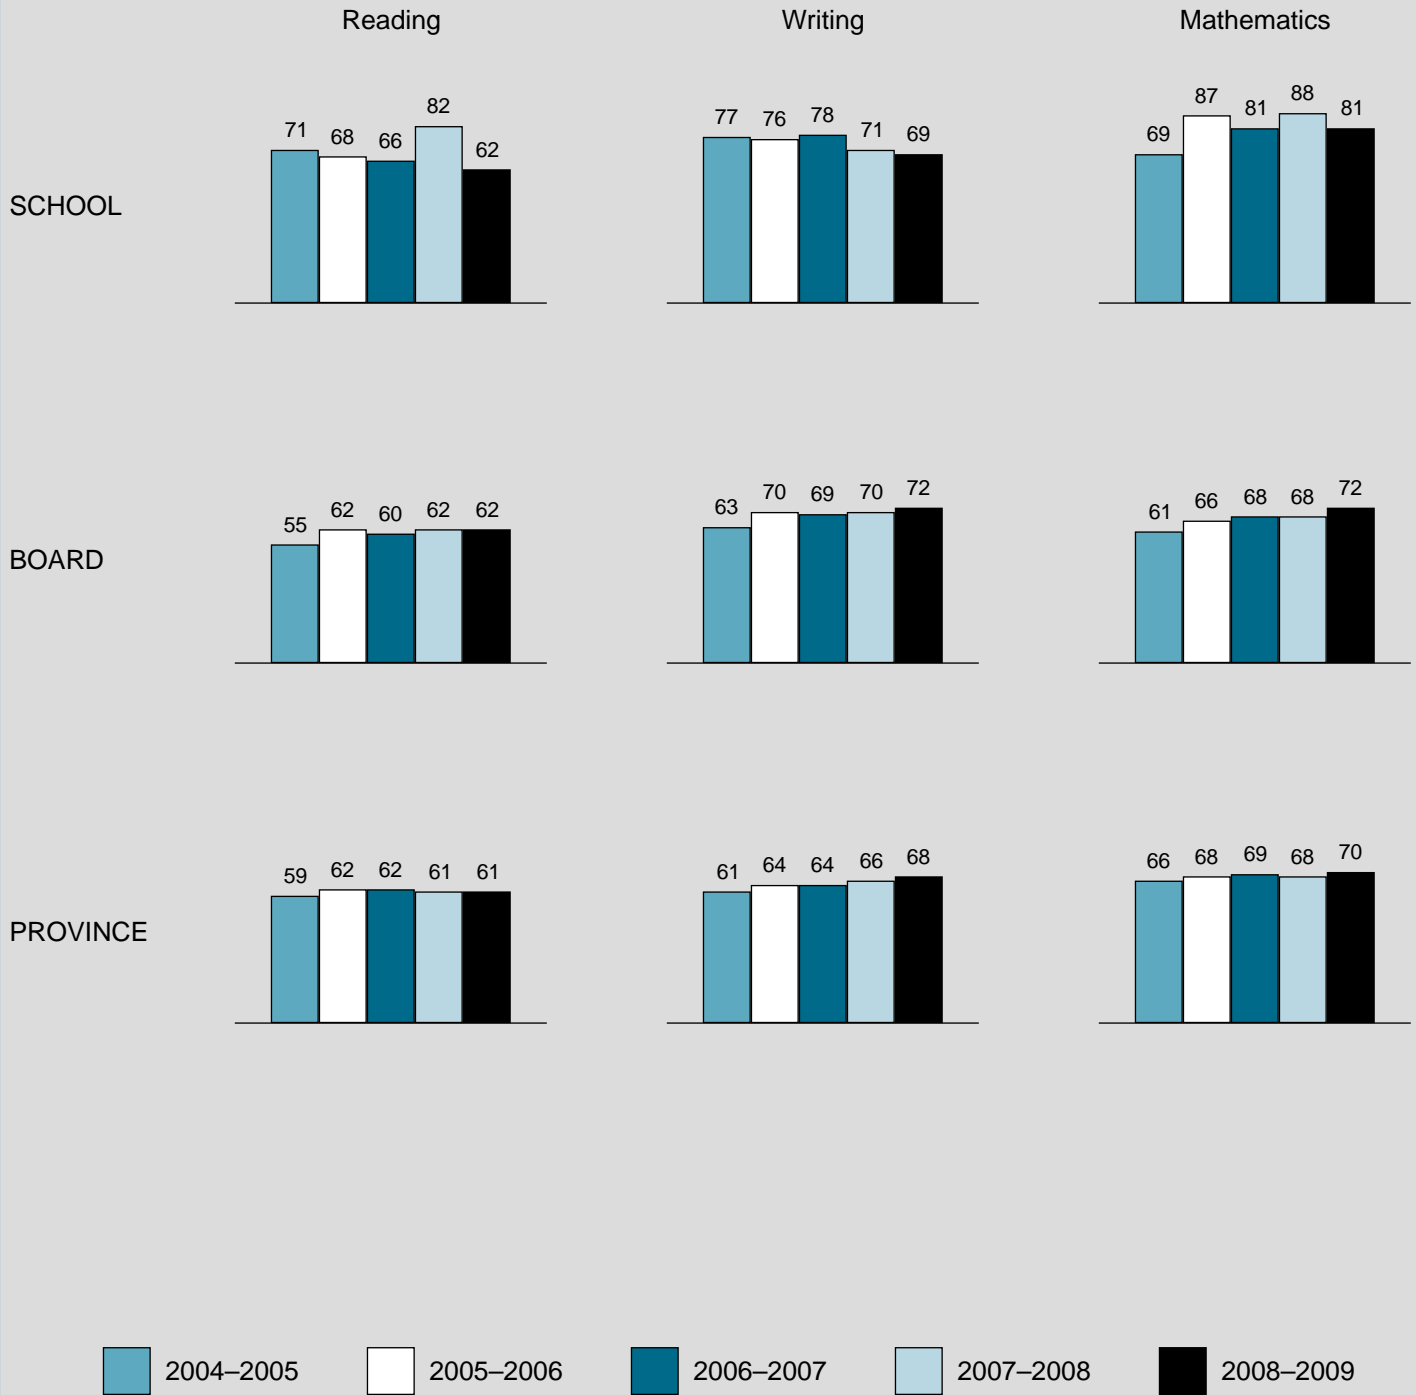 Reading Writing Mathematics
SCHOOL
71 68 66 82 62
77 76 78 71 69
69 87 81 88 81
BOARD
55 62 60 62 62
63 70 69 70 72
61 66 68 68 72
PROVINCE
59 62 62 61 61
61 64 64 66 68
66 68 69 68 70
2004–2005 2005–2006 2006–2007 2007–2008 2008–2009